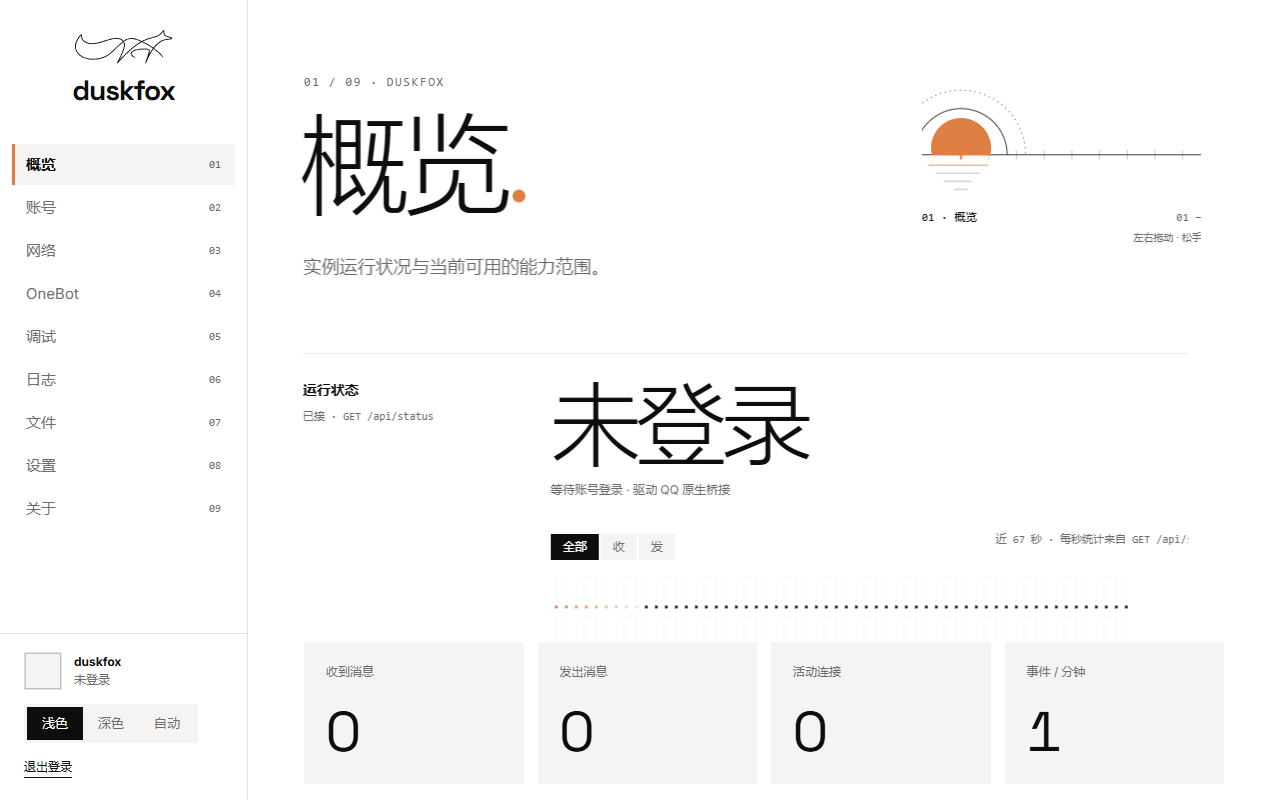 duskfox
概览 01
账号 02
网络 03
OneBot 04
调试 05
日志 06
文件 07
设置 08
关于 09
duskfox
未登录
浅色 深色 自动
退出登录
01 / 09 · DUSKFOX
概览.
实例运行状况与当前可用的能力范围。
01 · 概览 01 —
左右拖动 · 松手
运行状态
已接 · GET /api/status
未登录
等待账号登录 · 驱动 QQ 原生桥接
全部 收 发
近 67 秒 · 每秒统计来自 GET /api/
收到消息
0
发出消息
0
活动连接
0
事件 / 分钟
1